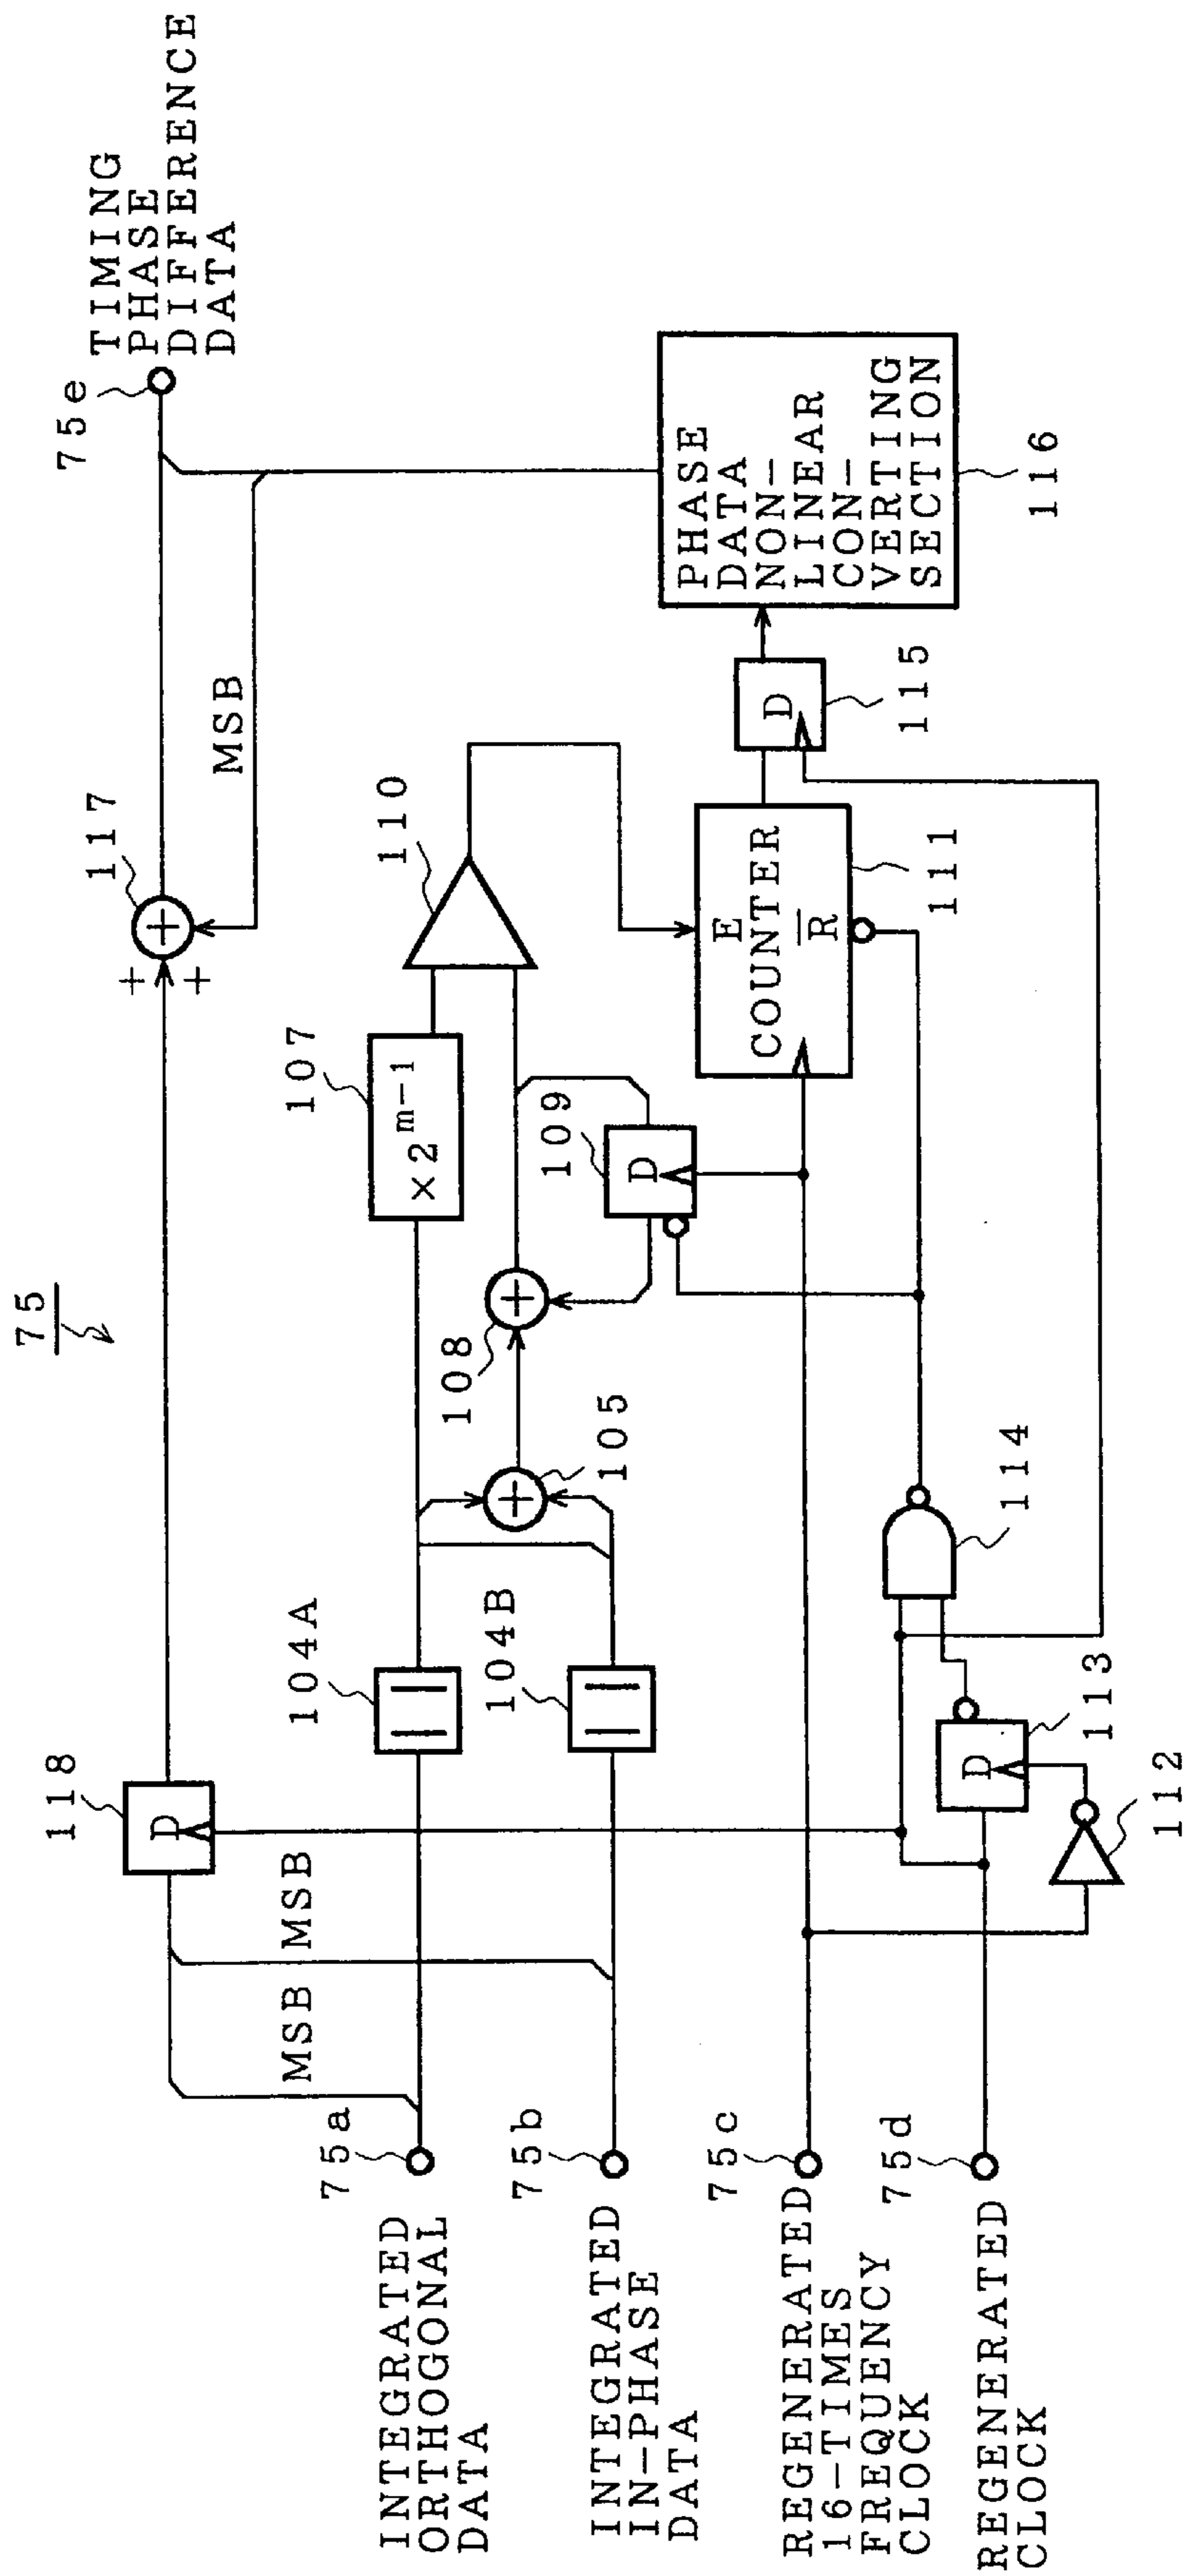 75
INTEGRATED
ORTHOGONAL
DATA
75a
INTEGRATED
IN-PHASE
DATA
75b
REGENERATED
16-TIMES
FREQUENCY
CLOCK
75c
REGENERATED
CLOCK
75d
MSB
MSB
118
D
104A
| |
104B
| |
105
+
108
+
107
×2^{m-1}
109
D
110
112
113
D
114
E
COUNTER
R̅
111
D
115
PHASE
DATA
NON-
LINEAR
CON-
VERTING
SECTION
116
117
+
+
+
MSB
75e
TIMING
PHASE
DIFFERENCE
DATA